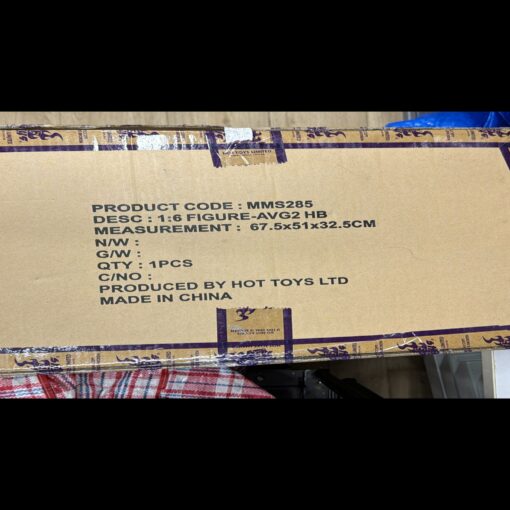 PRODUCT CODE : MMS285
DESC : 1:6 FIGURE-AVG2 HB
MEASUREMENT : 67.5x51x32.5CM
N/W :
G/W :
QTY : 1PCS
C/NO :
PRODUCED BY HOT TOYS LTD
MADE IN CHINA